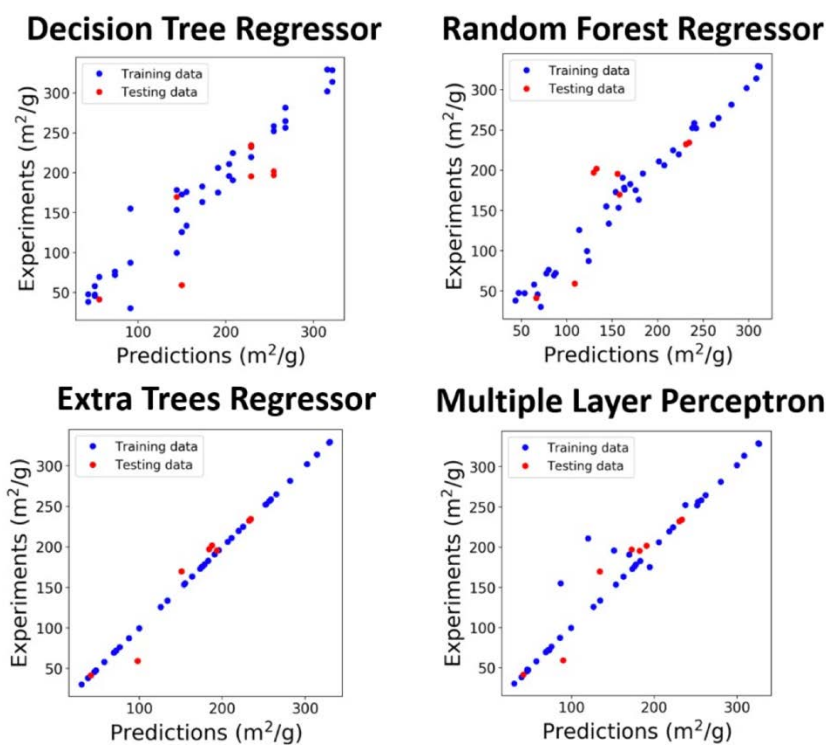 Decision Tree Regressor
Training data
Testing data
300
250
200
150
100
50
Experiments (m²/g)
100
200
300
Predictions (m²/g)
Random Forest Regressor
Training data
Testing data
300
250
200
150
100
50
Experiments (m²/g)
50
100
150
200
250
300
Predictions (m²/g)
Extra Trees Regressor
Training data
Testing data
300
250
200
150
100
50
Experiments (m²/g)
100
200
300
Predictions (m²/g)
Multiple Layer Perceptron
Training data
Testing data
300
250
200
150
100
50
Experiments (m²/g)
100
200
300
Predictions (m²/g)